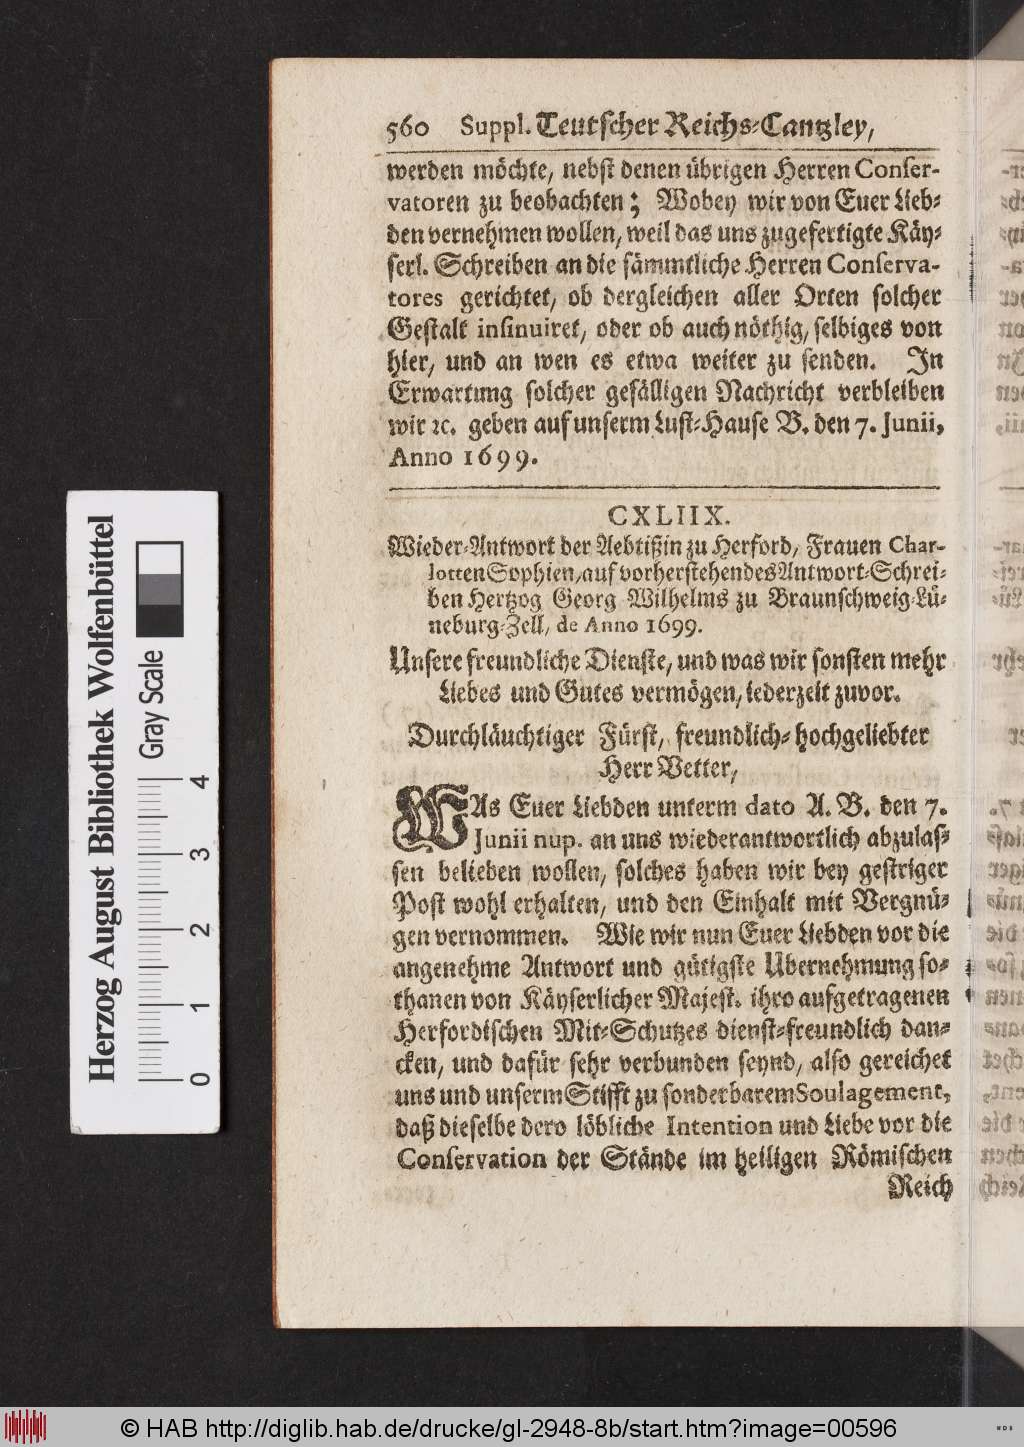 560 Suppl. Teutscher Reichs-Cantzley,
werden möchte, nebst denen übrigen Herren Conser-
vatoren zu beobachten; Wobey wir von Euer Lieb-
den vernehmen wollen, weil das uns zugefertigte Käy-
serl. Schreiben an die sämmtliche Herren Conserva-
tores gerichtet, ob dergleichen aller Orten solcher
Gestalt insinuiret, oder ob auch nöthig, selbiges von
hier, und an wen es etwa weiter zu senden. In
Erwartung solcher gefälligen Nachricht verbleiben
wir ꝛc. geben auf unserm Lust-Hause B. den 7. Junii,
Anno 1699.
CXLIIX.
Wieder-Antwort der Aebtißin zu Herford, Frauen Char-
lotten Sophien, auf vorherstehendes Antwort-Schrei-
ben Hertzog Georg Wilhelms zu Braunschweig-Lü-
neburg-Zell, de Anno 1699.
Unsere freundliche Dienste, und was wir sonsten mehr
Liebes und Gutes vermögen, iederzeit zuvor.
Durchläuchtiger Fürst, freundlich-hochgeliebter
Herr Vetter,
WAs Euer Liebden unterm dato A. B. den 7.
Junii nup. an uns wiederantwortlich abzulas-
sen belieben wollen, solches haben wir bey gestriger
Post wohl erhalten, und den Einhalt mit Vergnü-
gen vernommen. Wie wir nun Euer Liebden vor die
angenehme Antwort und gütigste Ubernehmung so-
thanen von Käyserlicher Majest. ihro aufgetragenen
Herfordischen Mit-Schutzes dienst-freundlich dan-
cken, und dafür sehr verbunden seynd, also gereichet
uns und unserm Stifft zu sonderbarem Soulagement,
daß dieselbe dero löbliche Intention und Liebe vor die
Conservation der Stände im heiligen Römischen
Reich
Herzog August Bibliothek Wolfenbüttel
Gray Scale
0 1 2 3 4
© HAB http://diglib.hab.de/drucke/gl-2948-8b/start.htm?image=00596